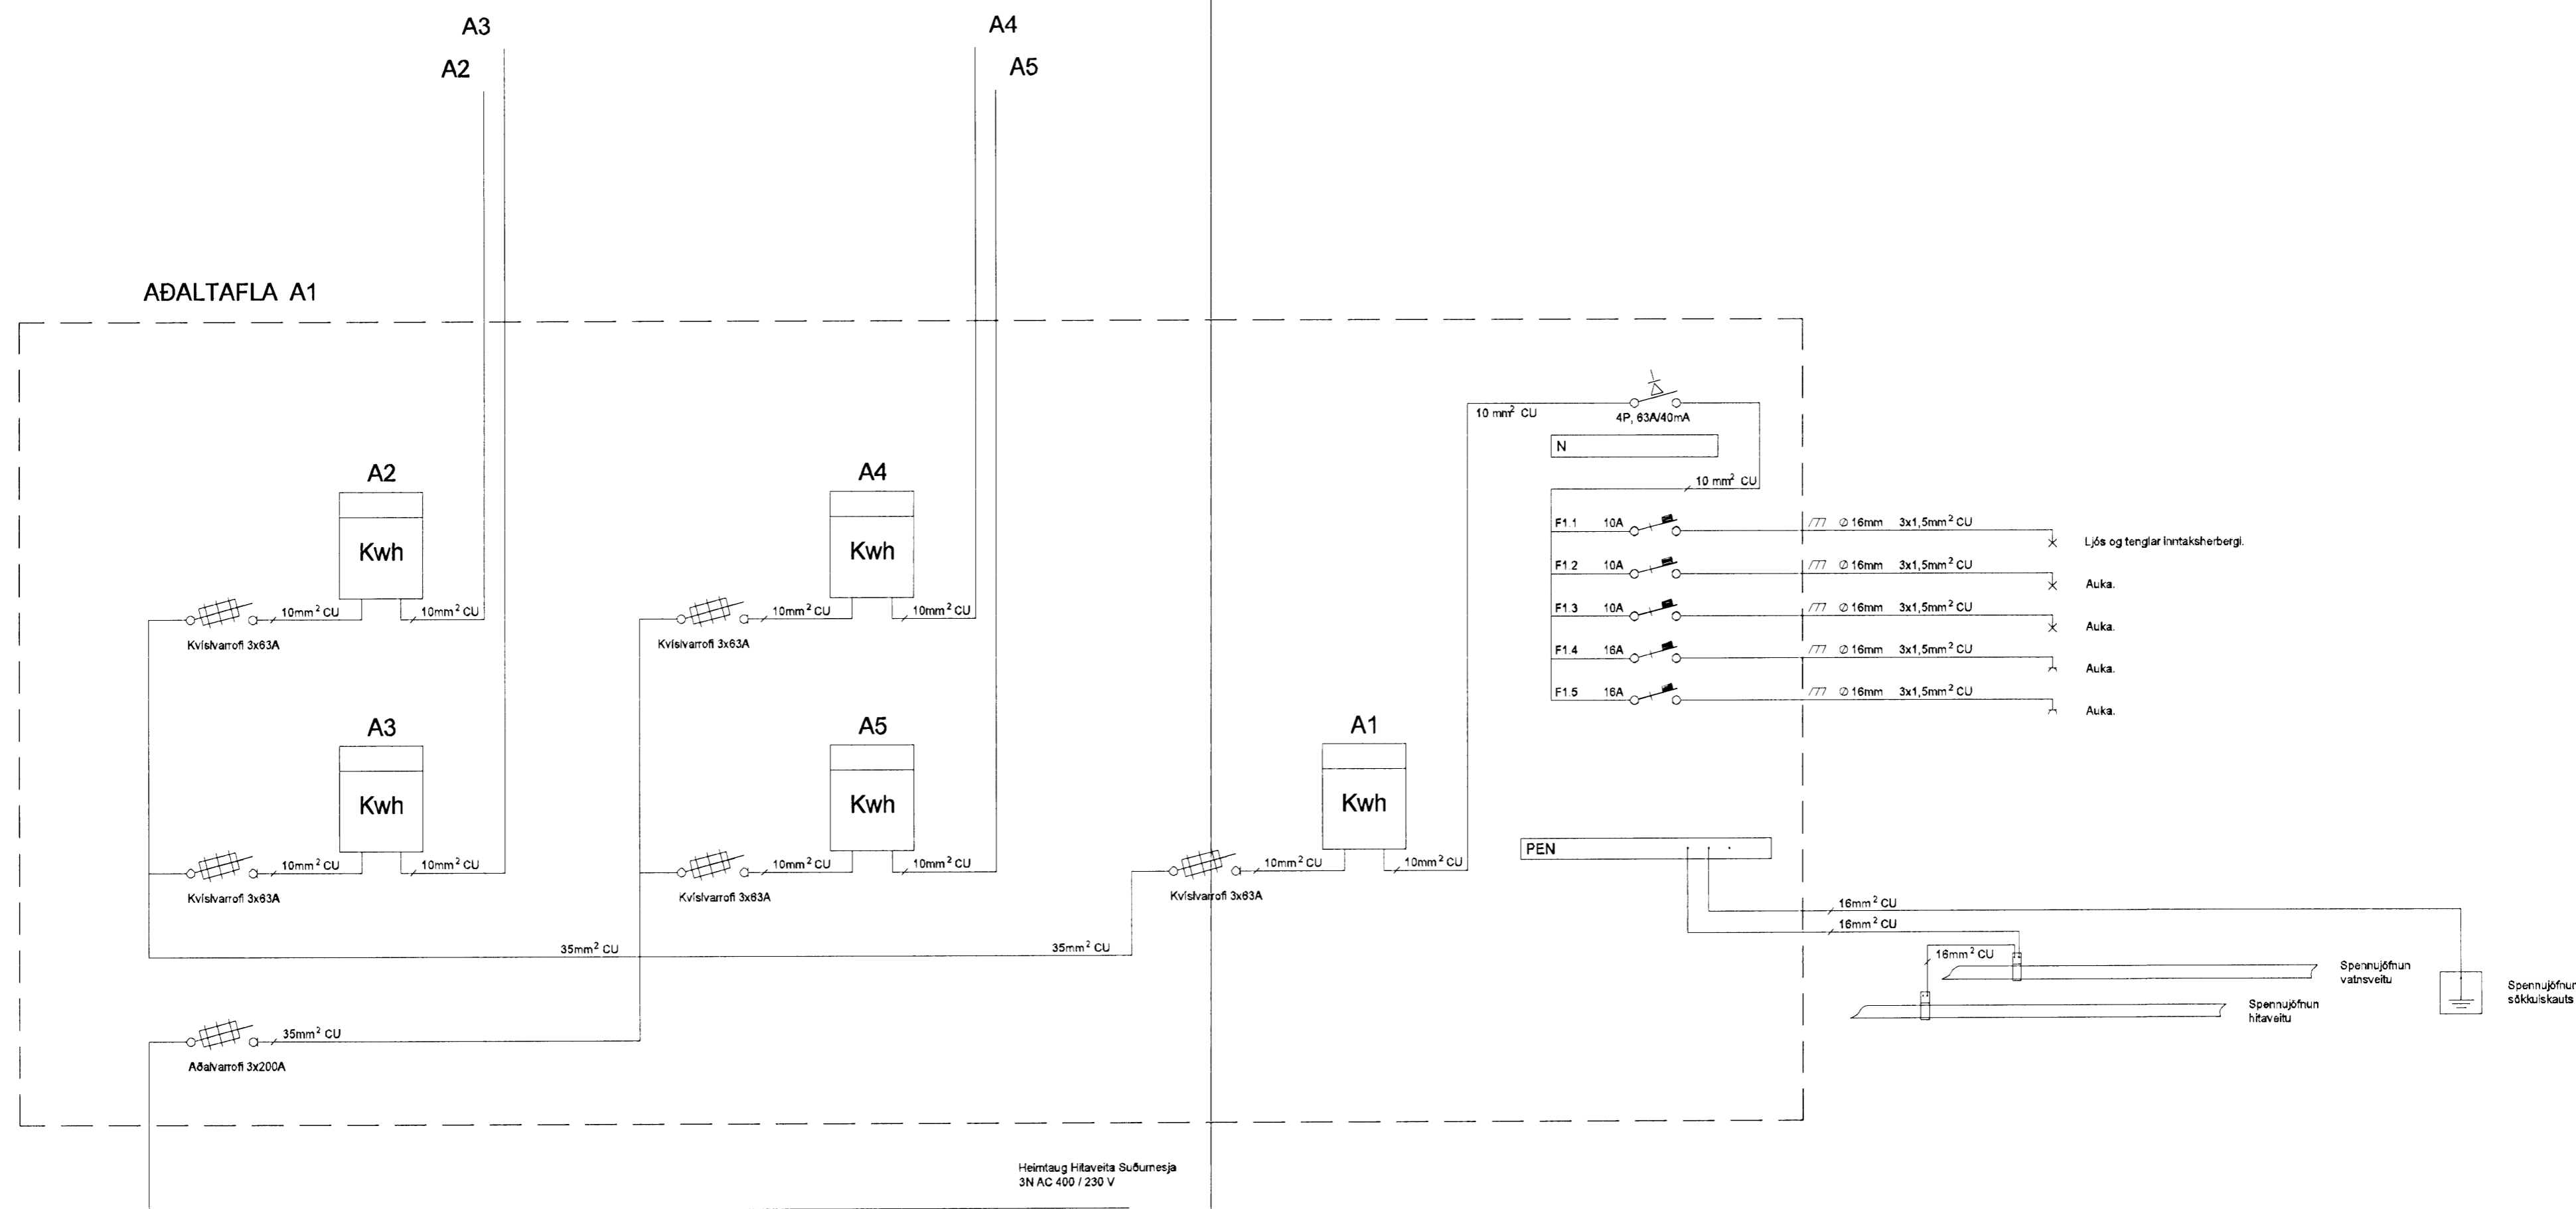 A3
A2
A4
A5
AÐALTAFLA A1
A2
Kwh
10mm² CU
10mm² CU
Kvíslvarrofi 3x63A
A4
Kwh
10mm² CU
10mm² CU
Kvíslvarrofi 3x63A
A3
Kwh
10mm² CU
10mm² CU
Kvíslvarrofi 3x63A
A5
Kwh
10mm² CU
10mm² CU
Kvíslvarrofi 3x63A
A1
Kwh
10mm² CU
10mm² CU
Kvíslvarrofi 3x63A
35mm² CU
35mm² CU
35mm² CU
Aðalvarrofi 3x200A
10 mm² CU
4P, 63A/40mA
N
10 mm² CU
F1.1 10A ∅ 16mm 3x1,5mm² CU
Ljós og tenglar inntaksherbergi.
F1.2 10A ∅ 16mm 3x1,5mm² CU
Auka.
F1.3 10A ∅ 16mm 3x1,5mm² CU
Auka.
F1.4 16A ∅ 16mm 3x1,5mm² CU
Auka.
F1.5 16A ∅ 16mm 3x1,5mm² CU
Auka.
PEN
16mm² CU
16mm² CU
16mm² CU
Spennujöfnun
vatnsveitu
Spennujöfnun
hitaveitu
Spennujöfnun
sökkulskauts
Heimtaug Hitaveita Suðurnesja
3N AC 400 / 230 V